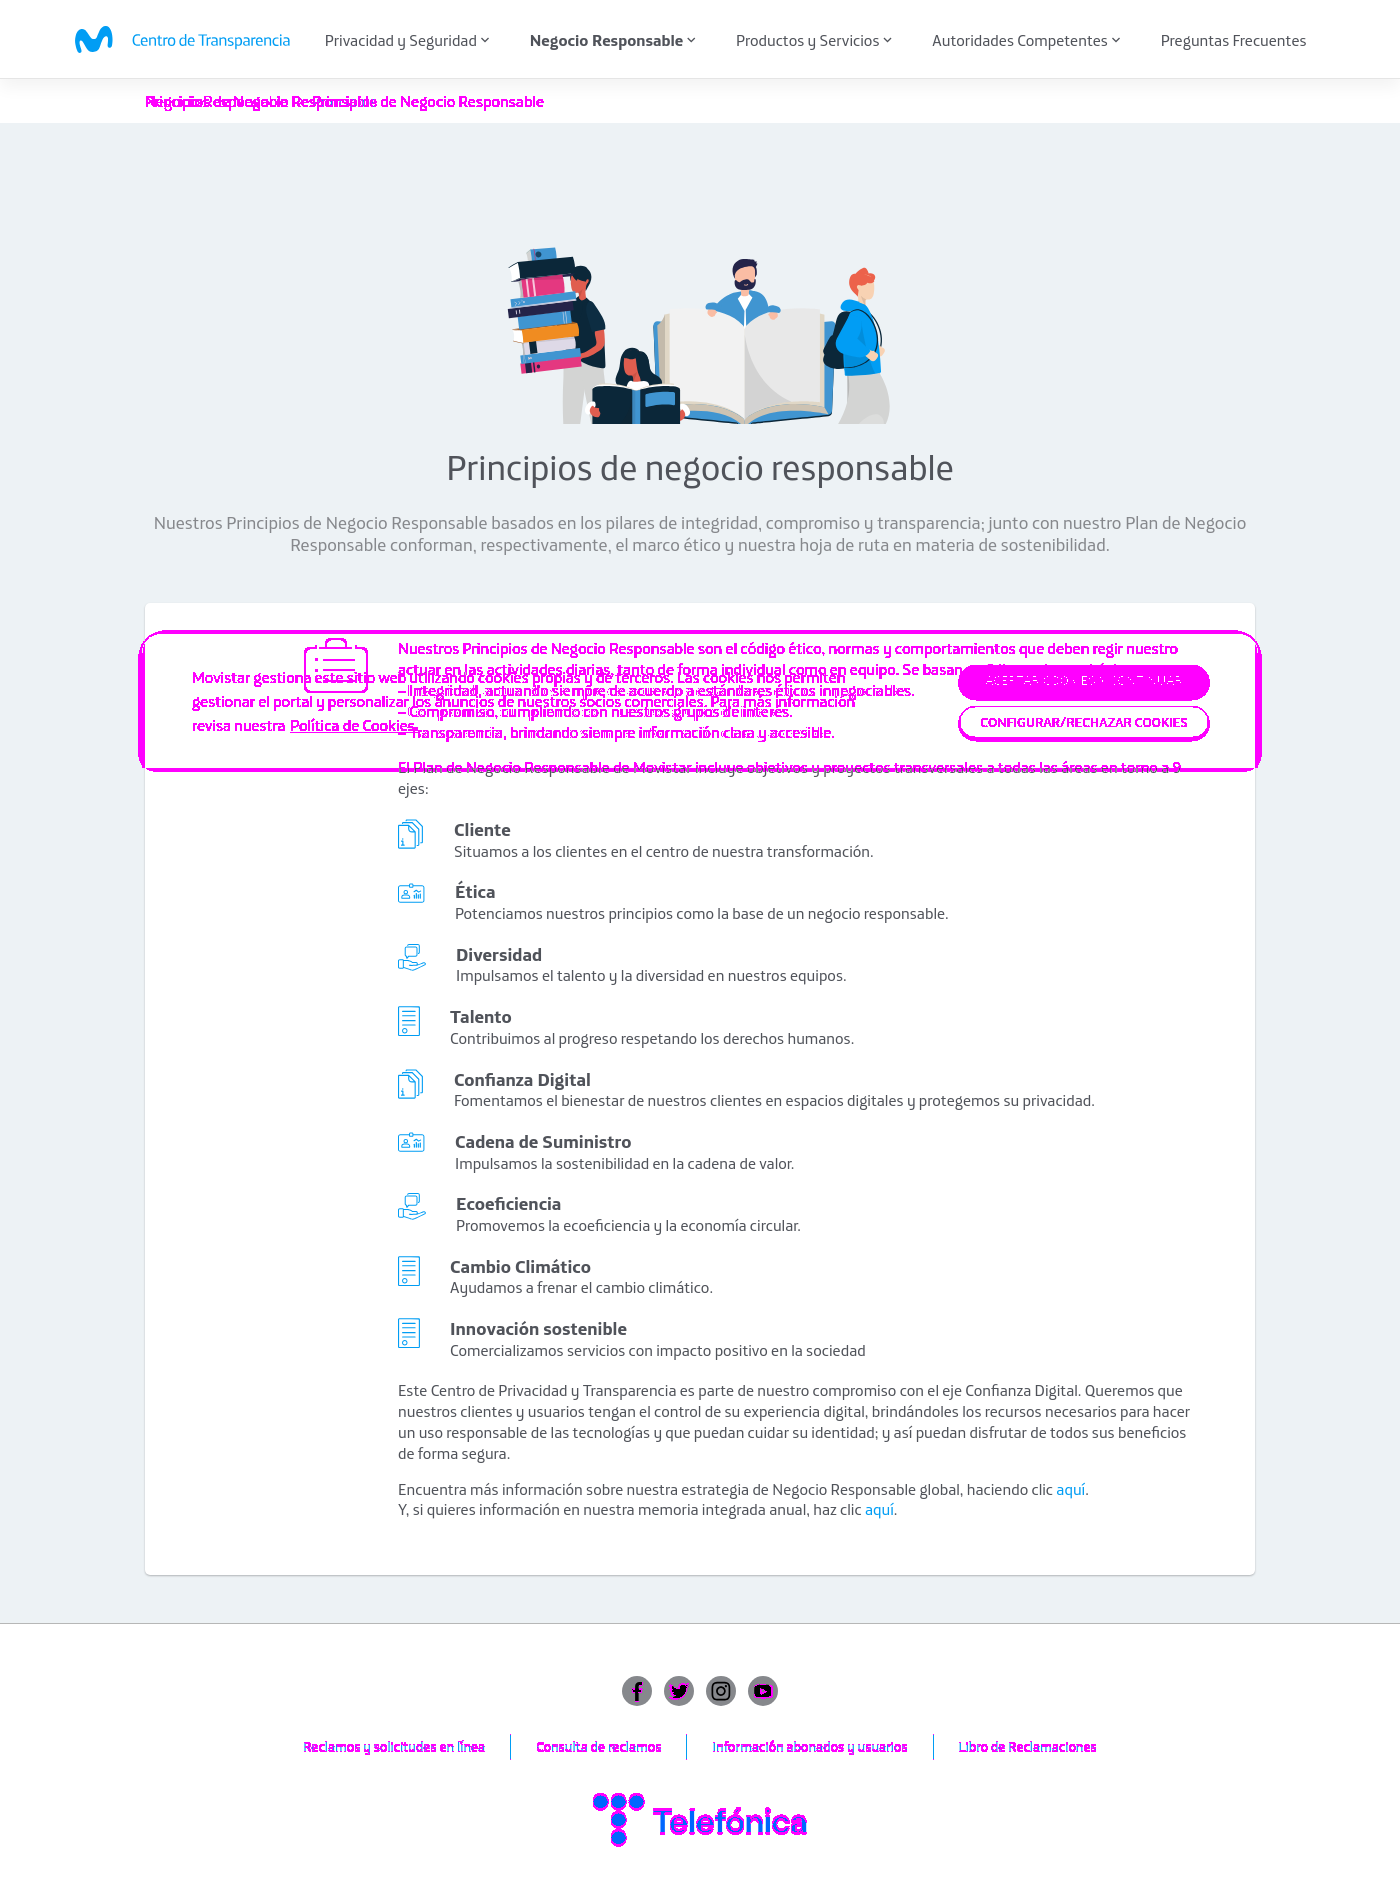 Centro de Transparencia
Privacidad y Seguridad
Negocio Responsable
Productos y Servicios
Autoridades Competentes
Preguntas Frecuentes
Principios de Negocio Responsable
Principios de negocio responsable
Nuestros Principios de Negocio Responsable basados en los pilares de integridad, compromiso y transparencia; junto con nuestro Plan de Negocio
Responsable conforman, respectivamente, el marco ético y nuestra hoja de ruta en materia de sostenibilidad.
Nuestros Principios de Negocio Responsable son el código ético, normas y comportamientos que deben regir nuestro
actuar en las actividades diarias, tanto de forma individual como en equipo. Se basan
Movistar gestiona este sitio web utilizando cookies propias y de terceros. Las cookies nos permiten
– Integridad, actuando siempre de acuerdo a estándares éticos innegociables.
gestionar el portal y personalizar los anuncios de nuestros socios comerciales. Para más información
– Compromiso, cumpliendo con nuestros grupos de interés.
revisa nuestra Política de Cookies.
– Transparencia, brindando siempre información clara y accesible.
ACEPTAR COOKIES Y CONTINUAR
CONFIGURAR/RECHAZAR COOKIES
El Plan de Negocio Responsable de Movistar incluye objetivos y proyectos transversales a todas las áreas en torno a 9
ejes:
Cliente
Situamos a los clientes en el centro de nuestra transformación.
Ética
Potenciamos nuestros principios como la base de un negocio responsable.
Diversidad
Impulsamos el talento y la diversidad en nuestros equipos.
Talento
Contribuimos al progreso respetando los derechos humanos.
Confianza Digital
Fomentamos el bienestar de nuestros clientes en espacios digitales y protegemos su privacidad.
Cadena de Suministro
Impulsamos la sostenibilidad en la cadena de valor.
Ecoeficiencia
Promovemos la ecoeficiencia y la economía circular.
Cambio Climático
Ayudamos a frenar el cambio climático.
Innovación sostenible
Comercializamos servicios con impacto positivo en la sociedad
Este Centro de Privacidad y Transparencia es parte de nuestro compromiso con el eje Confianza Digital. Queremos que
nuestros clientes y usuarios tengan el control de su experiencia digital, brindándoles los recursos necesarios para hacer
un uso responsable de las tecnologías y que puedan cuidar su identidad; y así puedan disfrutar de todos sus beneficios
de forma segura.
Encuentra más información sobre nuestra estrategia de Negocio Responsable global, haciendo clic aquí.
Y, si quieres información en nuestra memoria integrada anual, haz clic aquí.
Reclamos y solicitudes en línea
Consulta de reclamos
Información abonados y usuarios
Libro de Reclamaciones
Telefónica